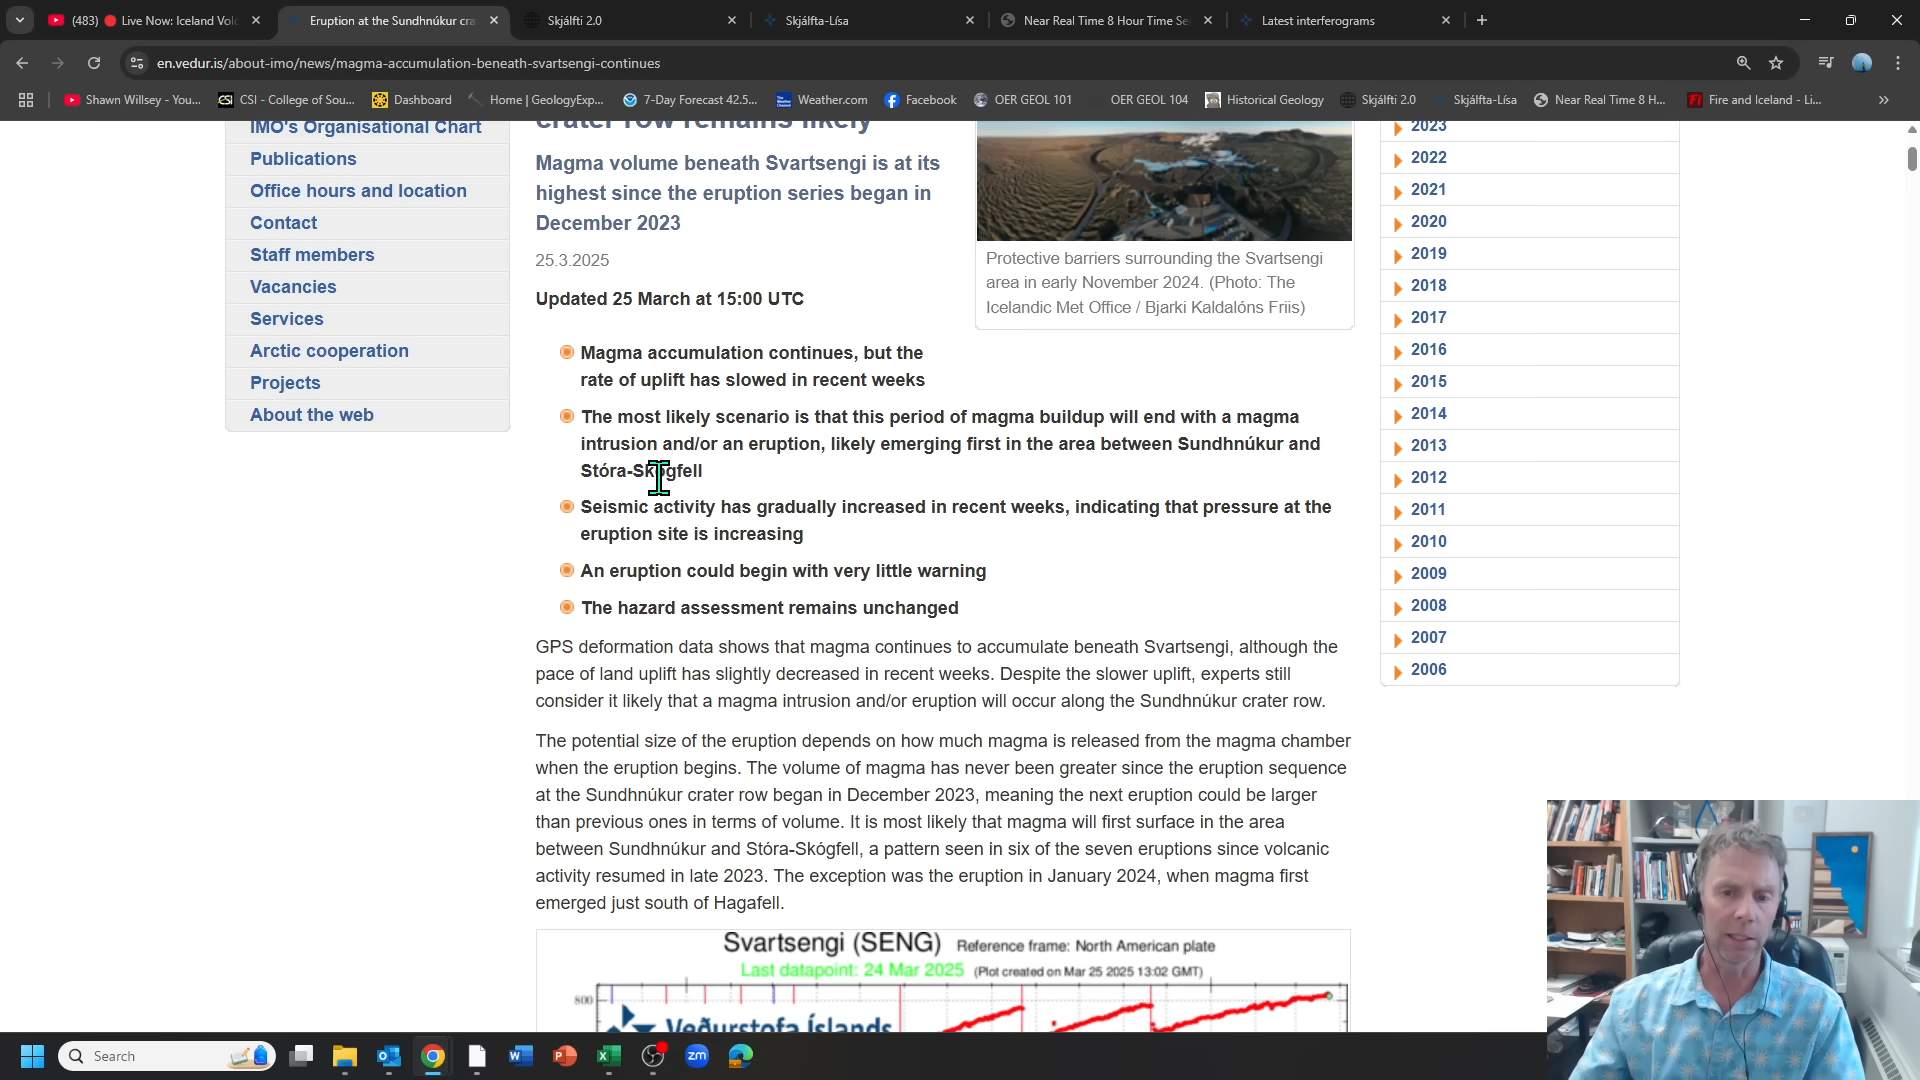 (483) 🔴 Live Now: Iceland Vol
Eruption at the Sundhnúkur cra
Skjálfti 2.0
Skjálfta-Lísa
Near Real Time 8 Hour Time Se
Latest interferograms
en.vedur.is/about-imo/news/magma-accumulation-beneath-svartsengi-continues
Shawn Willsey - You...
CSI - College of Sou...
Dashboard
Home | GeologyExp...
7-Day Forecast 42.5...
Weather.com
Facebook
OER GEOL 101
OER GEOL 104
Historical Geology
Skjálfti 2.0
Skjálfta-Lísa
Near Real Time 8 H...
Fire and Iceland - Li...
IMO's Organisational Chart
Publications
Office hours and location
Contact
Staff members
Vacancies
Services
Arctic cooperation
Projects
About the web
crater row remains likely
Magma volume beneath Svartsengi is at its
highest since the eruption series began in
December 2023
25.3.2025
Updated 25 March at 15:00 UTC
Protective barriers surrounding the Svartsengi
area in early November 2024. (Photo: The
Icelandic Met Office / Bjarki Kaldalóns Friis)
Magma accumulation continues, but the
rate of uplift has slowed in recent weeks
The most likely scenario is that this period of magma buildup will end with a magma
intrusion and/or an eruption, likely emerging first in the area between Sundhnúkur and
Stóra-Skógfell
Seismic activity has gradually increased in recent weeks, indicating that pressure at the
eruption site is increasing
An eruption could begin with very little warning
The hazard assessment remains unchanged
GPS deformation data shows that magma continues to accumulate beneath Svartsengi, although the
pace of land uplift has slightly decreased in recent weeks. Despite the slower uplift, experts still
consider it likely that a magma intrusion and/or eruption will occur along the Sundhnúkur crater row.
The potential size of the eruption depends on how much magma is released from the magma chamber
when the eruption begins. The volume of magma has never been greater since the eruption sequence
at the Sundhnúkur crater row began in December 2023, meaning the next eruption could be larger
than previous ones in terms of volume. It is most likely that magma will first surface in the area
between Sundhnúkur and Stóra-Skógfell, a pattern seen in six of the seven eruptions since volcanic
activity resumed in late 2023. The exception was the eruption in January 2024, when magma first
emerged just south of Hagafell.
Svartsengi (SENG) Reference frame: North American plate
Last datapoint: 24 Mar 2025 (Plot created on Mar 25 2025 13:02 GMT)
800
Veðurstofa Íslands
2023
2022
2021
2020
2019
2018
2017
2016
2015
2014
2013
2012
2011
2010
2009
2008
2007
2006
Search
zm